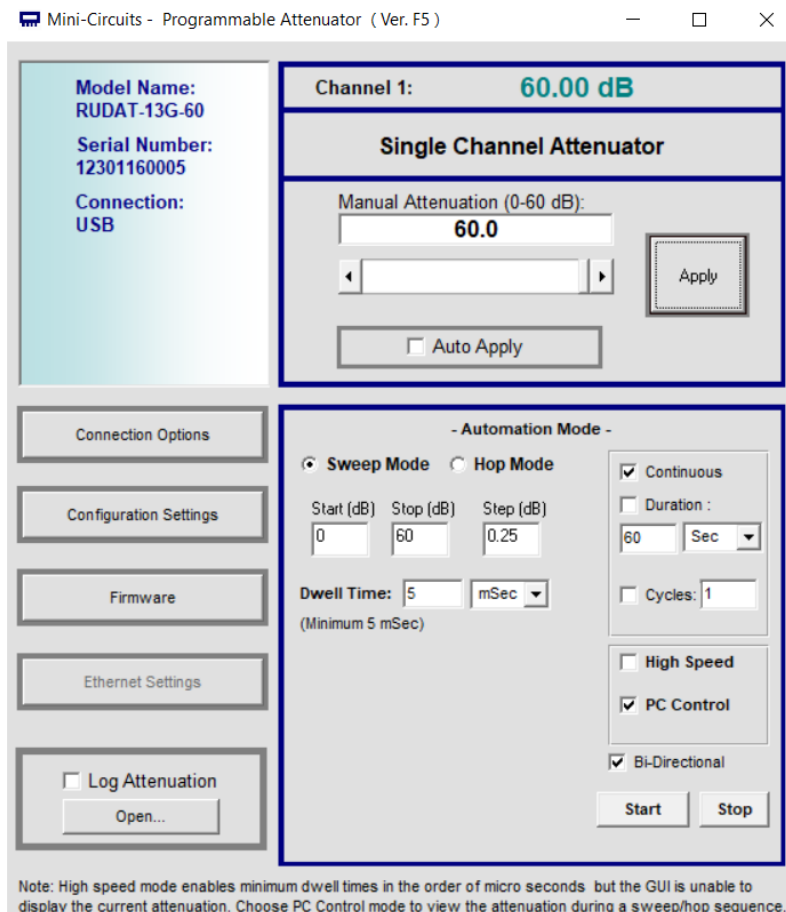 Mini-Circuits -  Programmable Attenuator  ( Ver. F5 )
Model Name:
RUDAT-13G-60
Serial Number:
12301160005
Connection:
USB
Channel 1: 60.00 dB
Single Channel Attenuator
Manual Attenuation (0-60 dB):
60.0
Apply
Auto Apply
Connection Options
Configuration Settings
Firmware
Ethernet Settings
Log Attenuation
Open...
- Automation Mode -
Sweep Mode Hop Mode
Start (dB) Stop (dB) Step (dB)
0 60 0.25
Dwell Time: 5 mSec
(Minimum 5 mSec)
Continuous
Duration :
60 Sec
Cycles: 1
High Speed
PC Control
Bi-Directional
Start Stop
Note: High speed mode enables minimum dwell times in the order of micro seconds  but the GUI is unable to
display the current attenuation. Choose PC Control mode to view the attenuation during a sweep/hop sequence.